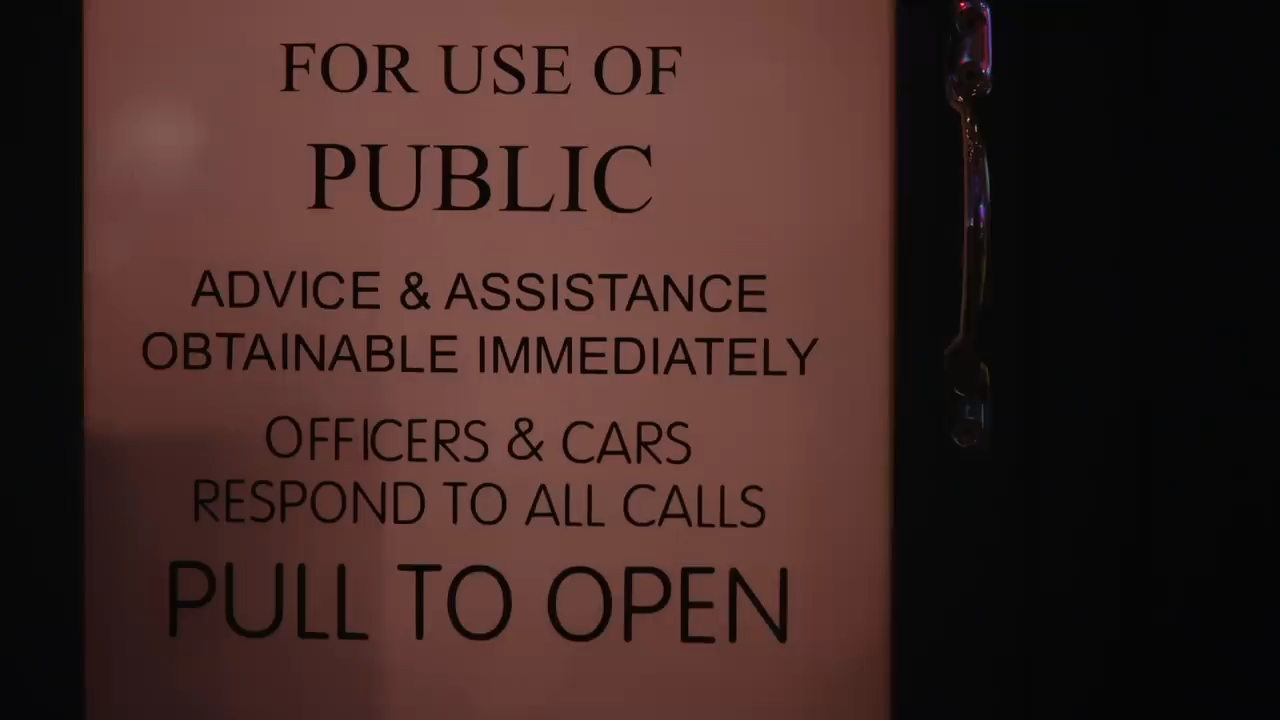 FOR USE OF
PUBLIC
ADVICE & ASSISTANCE
OBTAINABLE IMMEDIATELY
OFFICERS & CARS
RESPOND TO ALL CALLS
PULL TO OPEN